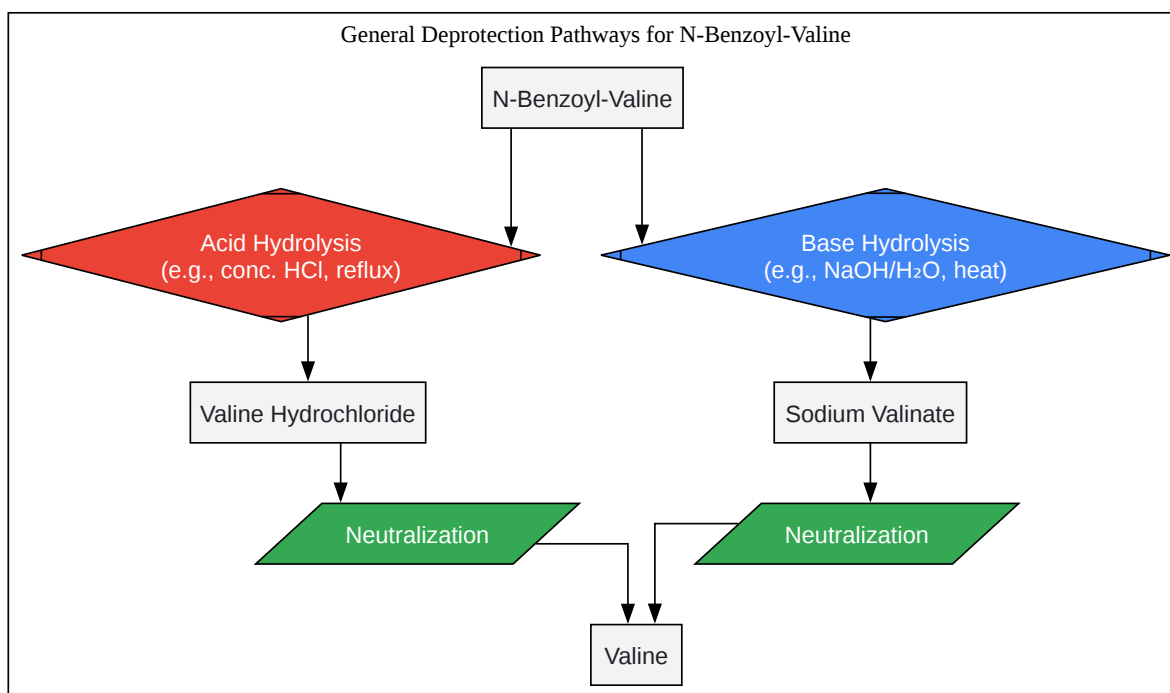 General Deprotection Pathways for N-Benzoyl-Valine
N-Benzoyl-Valine
Acid Hydrolysis
(e.g., conc. HCl, reflux)
Base Hydrolysis
(e.g., NaOH/H₂O, heat)
Valine Hydrochloride
Sodium Valinate
Neutralization
Neutralization
Valine